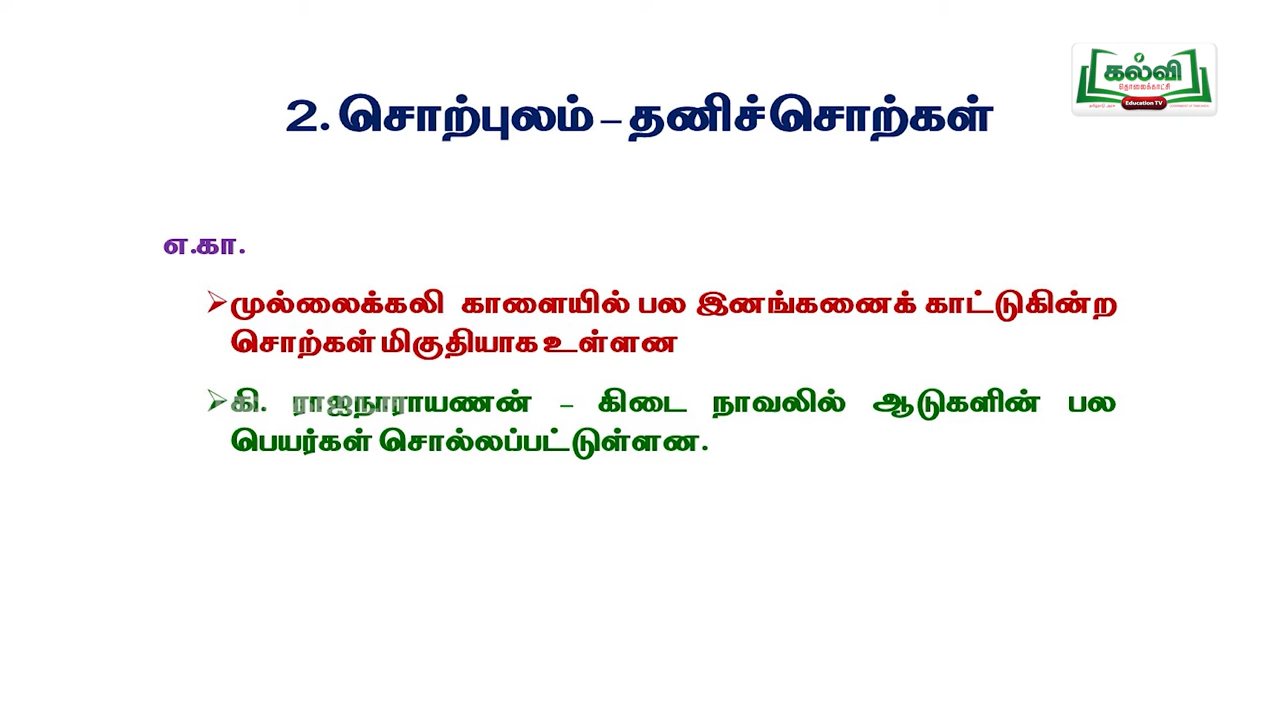 கல்வி
தொலைக்காட்சி
Education TV
2. சொற்புலம் – தனிச்சொற்கள்
எ.கா.
முல்லைக்கலி காளையில் பல இனங்கனைக் காட்டுகின்ற
சொற்கள் மிகுதியாக உள்ளன
கி. ராஜநாராயணன் – கிடை நாவலில் ஆடுகளின் பல
பெயர்கள் சொல்லப்பட்டுள்ளன.